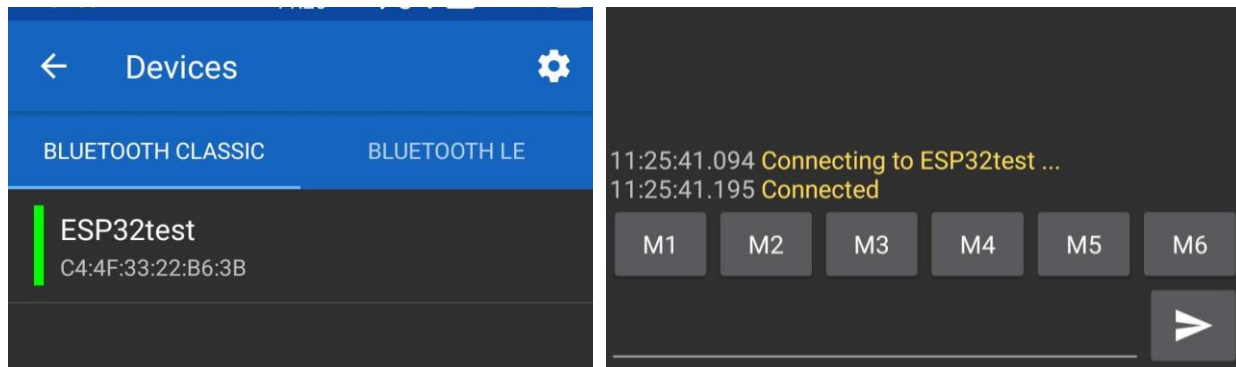 Devices
BLUETOOTH CLASSIC BLUETOOTH LE
ESP32test
C4:4F:33:22:B6:3B
11:25:41.094 Connecting to ESP32test ...
11:25:41.195 Connected
M1 M2 M3 M4 M5 M6